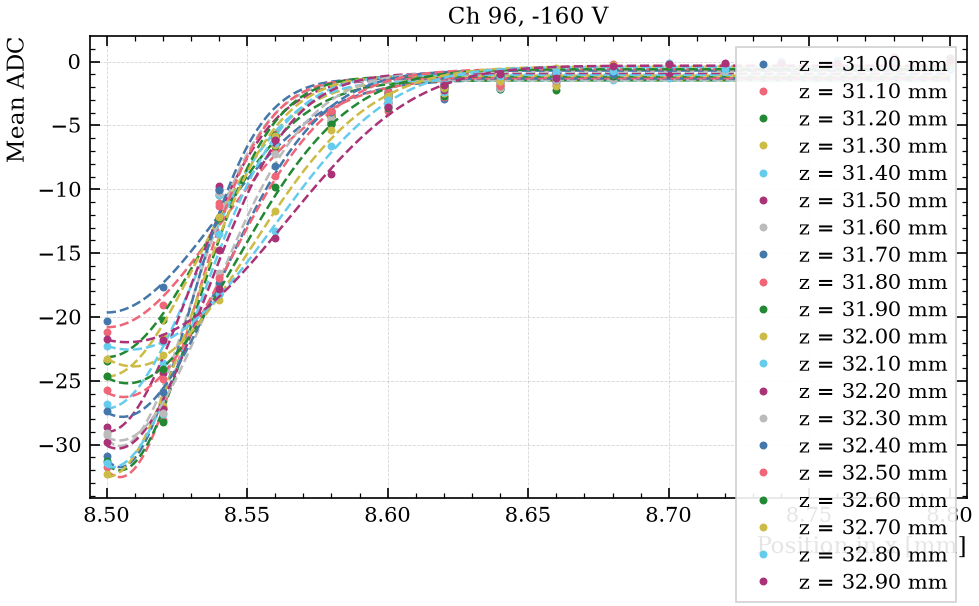 Ch 96, -160 V
Mean ADC
0
−5
−10
−15
−20
−25
−30
8.50 8.55 8.60 8.65 8.70 8.75 8.80
Position in x [mm]
z = 31.00 mm
z = 31.10 mm
z = 31.20 mm
z = 31.30 mm
z = 31.40 mm
z = 31.50 mm
z = 31.60 mm
z = 31.70 mm
z = 31.80 mm
z = 31.90 mm
z = 32.00 mm
z = 32.10 mm
z = 32.20 mm
z = 32.30 mm
z = 32.40 mm
z = 32.50 mm
z = 32.60 mm
z = 32.70 mm
z = 32.80 mm
z = 32.90 mm